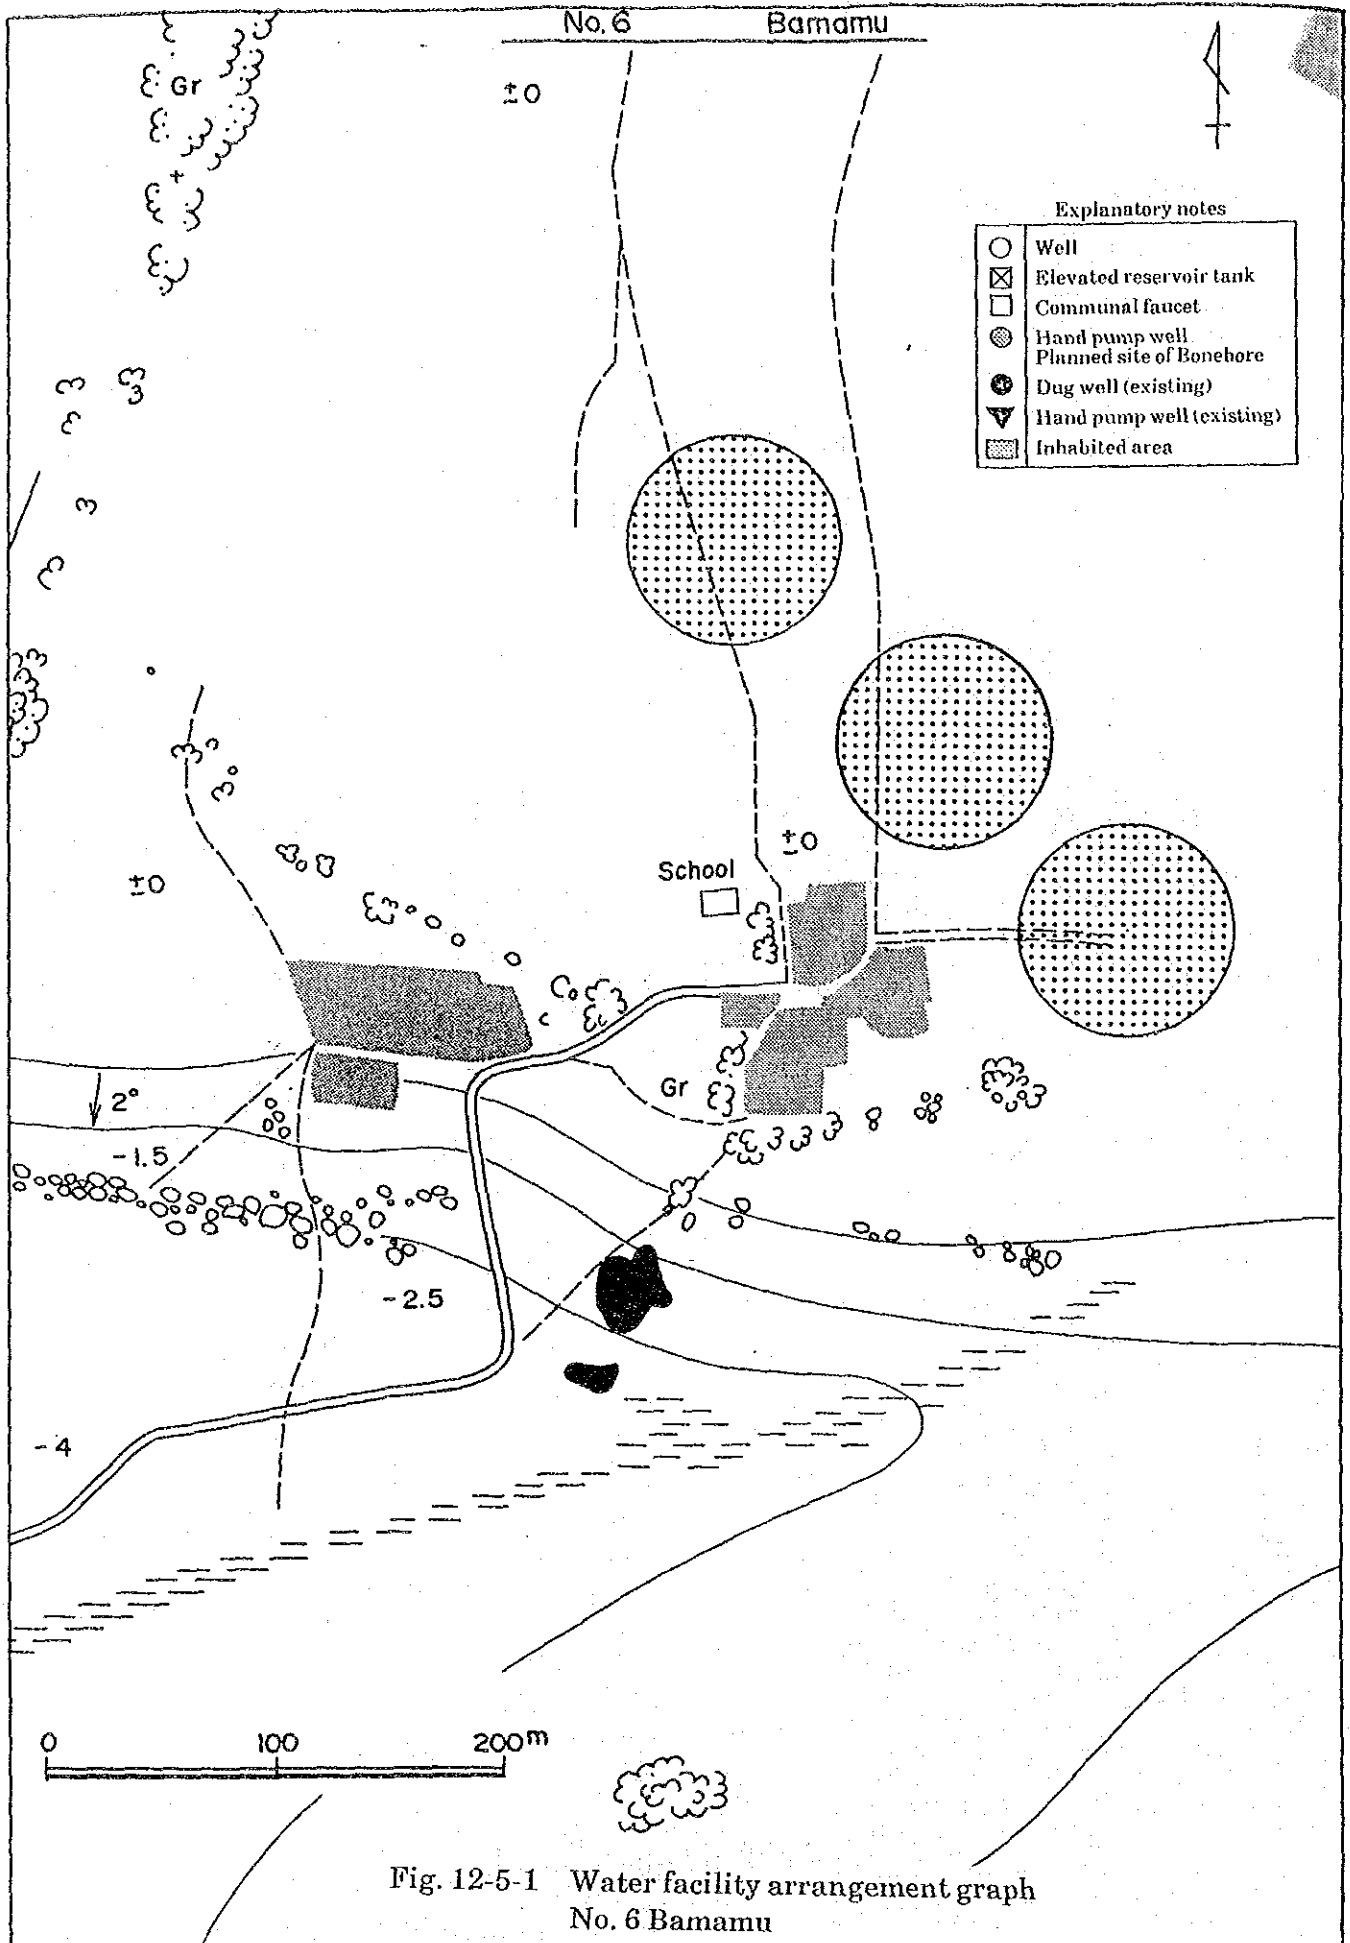 No. 6 Bamamu
±0
Gr
Explanatory notes
Well
Elevated reservoir tank
Communal faucet
Hand pump well
Planned site of Bonehore
Dug well (existing)
Hand pump well (existing)
Inhabited area
±0
School
±0
Gr
2°
-1.5
-2.5
-4
0 100 200m
Fig. 12-5-1 Water facility arrangement graph
No. 6 Bamamu